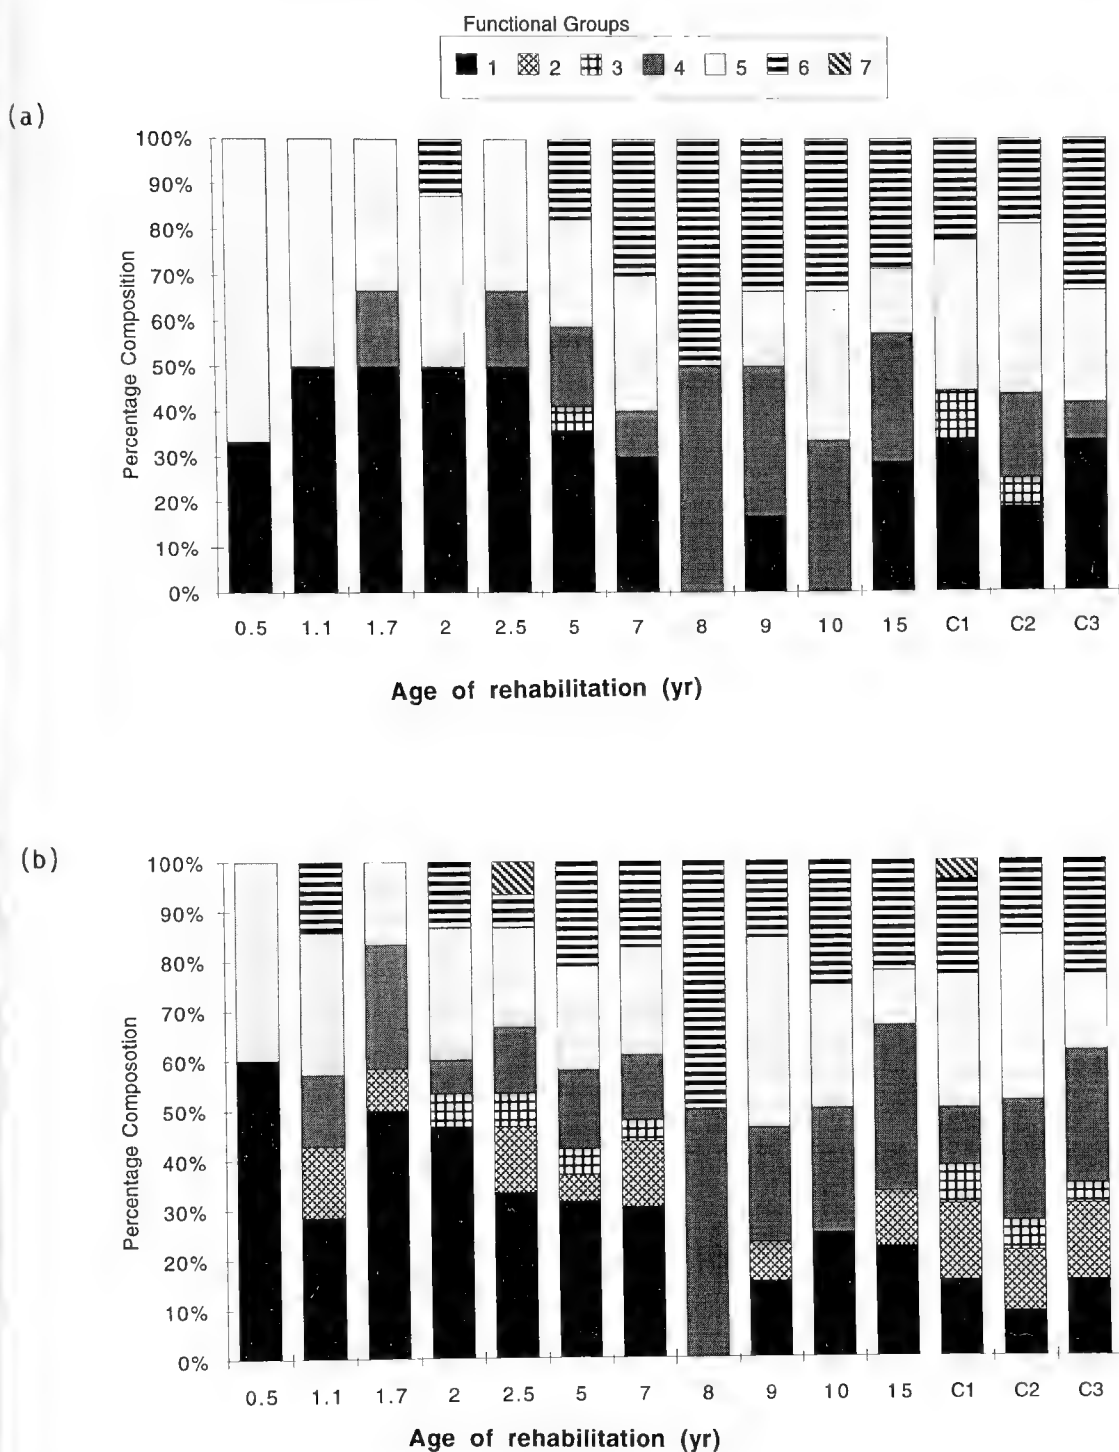 Functional Groups
1 2 3 4 5 6 7
(a)
100%
90%
80%
70%
60%
50%
40%
30%
20%
10%
0%
Percentage Composition
0.5 1.1 1.7 2 2.5 5 7 8 9 10 15 C1 C2 C3
Age of rehabilitation (yr)
(b)
100%
90%
80%
70%
60%
50%
40%
30%
20%
10%
0%
Percentage Composotion
0.5 1.1 1.7 2 2.5 5 7 8 9 10 15 C1 C2 C3
Age of rehabilitation (yr)